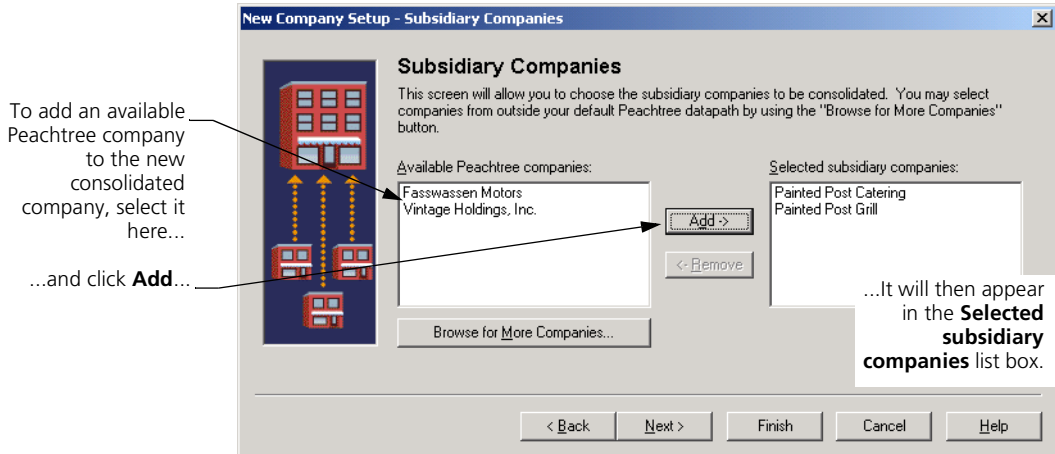 New Company Setup - Subsidiary Companies
Subsidiary Companies
This screen will allow you to choose the subsidiary companies to be consolidated. You may select
companies from outside your default Peachtree datapath by using the "Browse for More Companies"
button.
To add an available
Peachtree company
to the new
consolidated
company, select it
here...
...and click Add...
Available Peachtree companies:
Fasswassen Motors
Vintage Holdings, Inc.
Add ->
<- Remove
Selected subsidiary companies:
Painted Post Catering
Painted Post Grill
...It will then appear
in the Selected
subsidiary
companies list box.
Browse for More Companies...
< Back
Next >
Finish
Cancel
Help